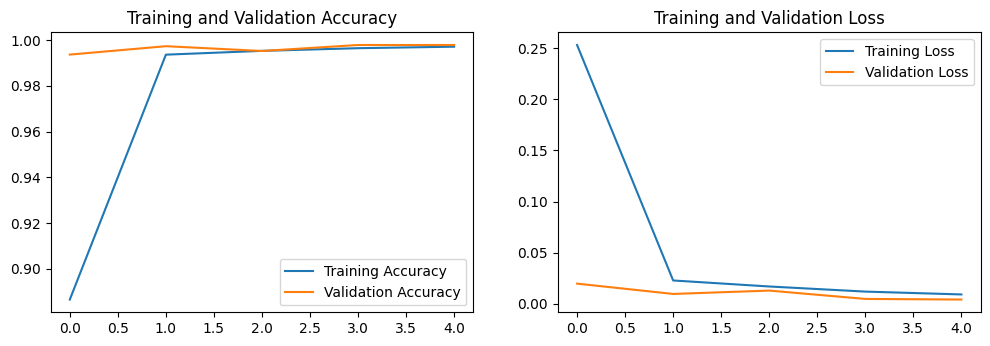 Training and Validation Accuracy
1.00
0.98
0.96
0.94
0.92
0.90
Training Accuracy
Validation Accuracy
0.0 0.5 1.0 1.5 2.0 2.5 3.0 3.5 4.0
Training and Validation Loss
0.25
0.20
0.15
0.10
0.05
0.00
Training Loss
Validation Loss
0.0 0.5 1.0 1.5 2.0 2.5 3.0 3.5 4.0